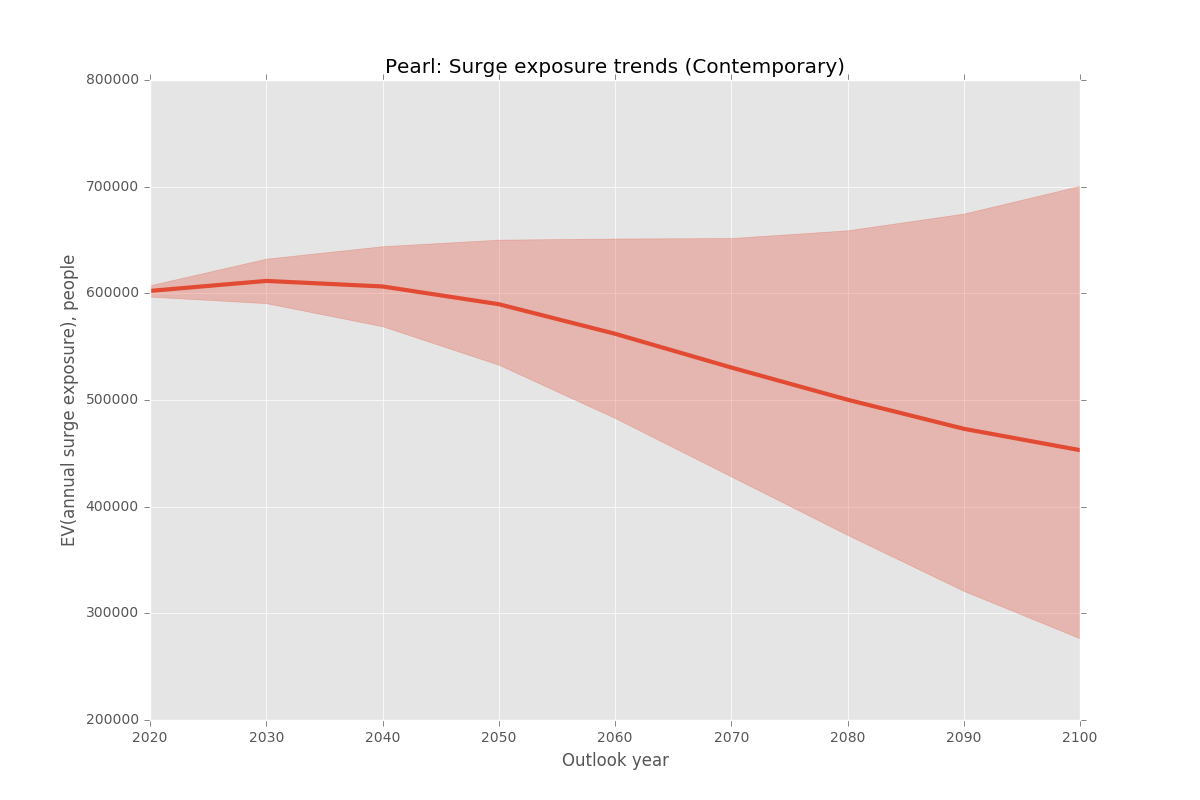 Pearl: Surge exposure trends (Contemporary)
800000
700000
600000
500000
400000
300000
200000
EV(annual surge exposure), people
2020 2030 2040 2050 2060 2070 2080 2090 2100
Outlook year